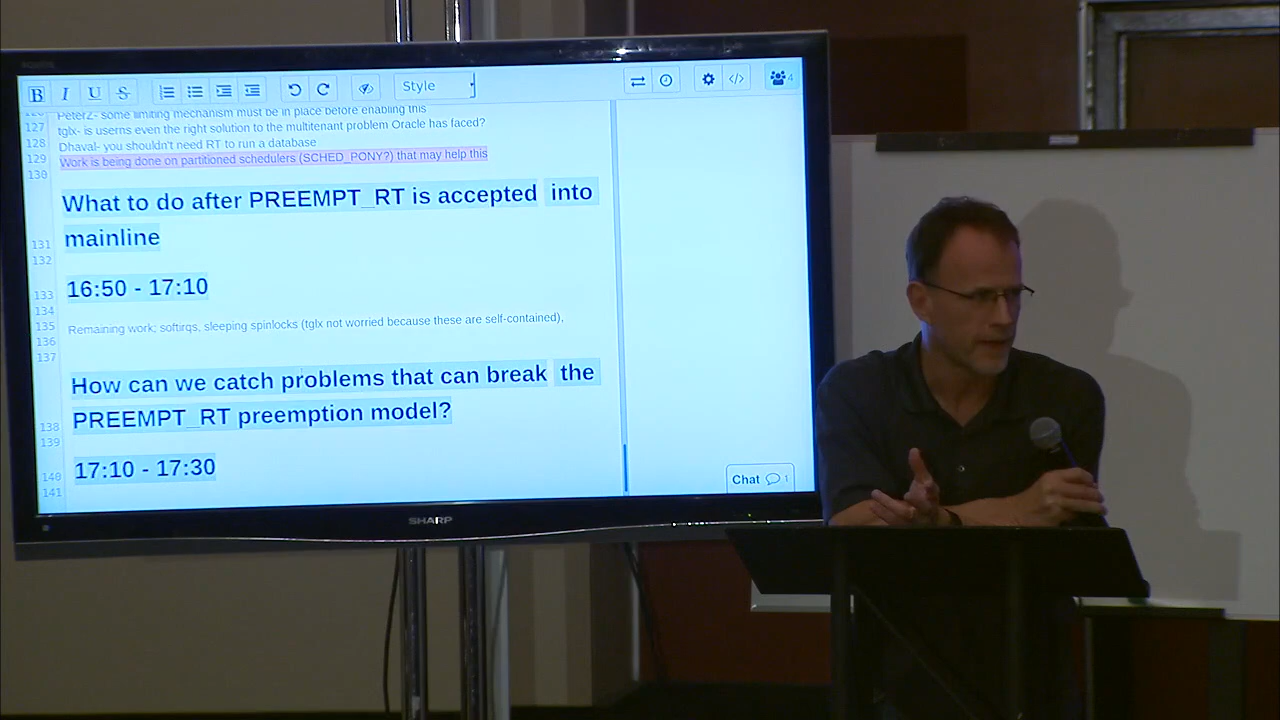 B I U S
Style
4
126 PeterZ- some limiting mechanism must be in place before enabling this
127 tglx- is userns even the right solution to the multitenant problem Oracle has faced?
128 Dhaval- you shouldn't need RT to run a database
129 Work is being done on partitioned schedulers (SCHED_PONY?) that may help this
130
What to do after PREEMPT_RT is accepted into
131 mainline
132
133 16:50 - 17:10
134
135 Remaining work; softirqs, sleeping spinlocks (tglx not worried because these are self-contained),
136
137
How can we catch problems that can break the
138 PREEMPT_RT preemption model?
139
140 17:10 - 17:30
141
Chat 1
SHARP